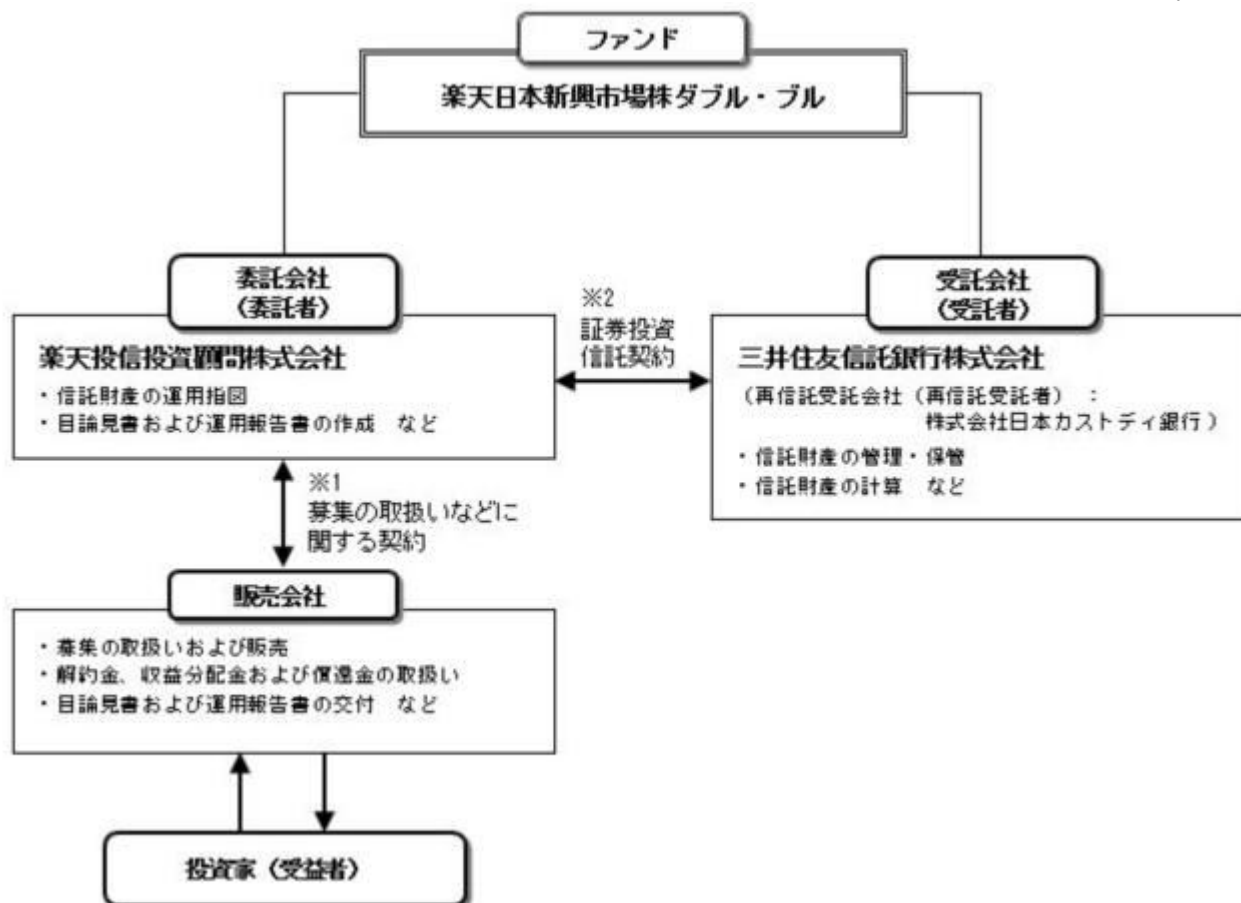 ファンド
楽天日本新興市場株ダブル・ブル
委託会社
（委託者）
楽天投信投資顧問株式会社
・信託財産の運用指図
・目論見書および運用報告書の作成　など
※2
証券投資
信託契約
受託会社
（受託者）
三井住友信託銀行株式会社
（再信託受託会社（再信託受託者）：
株式会社日本カストディ銀行）
・信託財産の管理・保管
・信託財産の計算　など
※1
募集の取扱いなどに
関する契約
販売会社
・募集の取扱いおよび販売
・解約金、収益分配金および償還金の取扱い
・目論見書および運用報告書の交付　など
投資家（受益者）